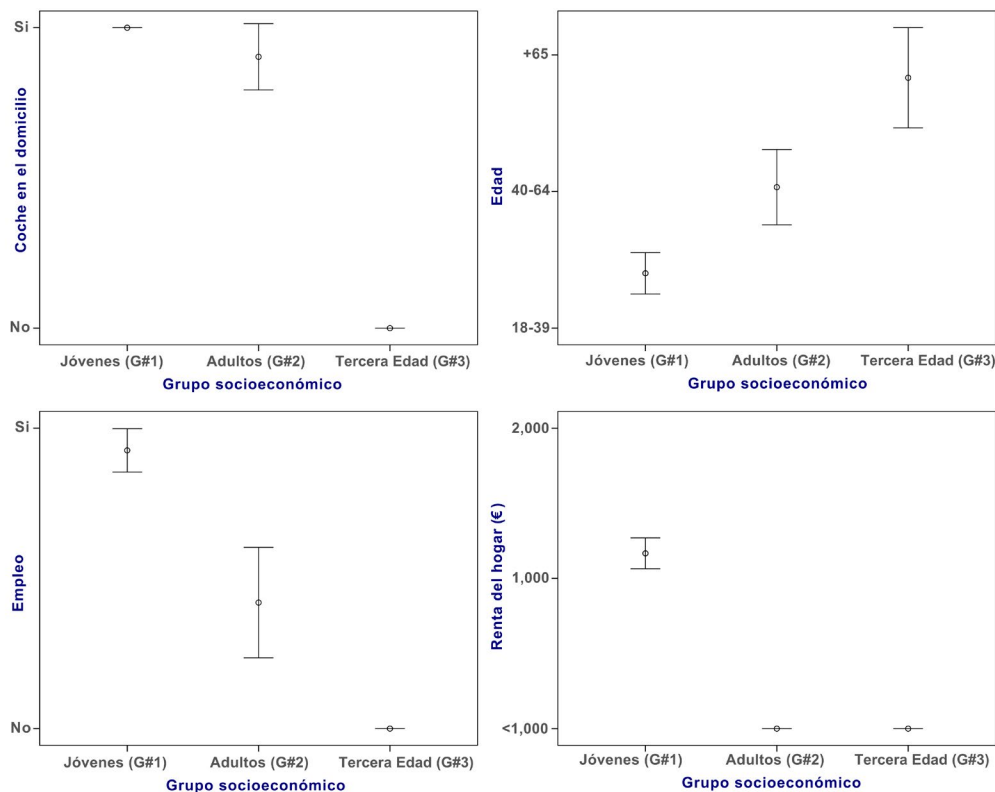 Si
No
Coche en el domicilio
Jóvenes (G#1) Adultos (G#2) Tercera Edad (G#3)
Grupo socioeconómico
+65
40-64
18-39
Edad
Jóvenes (G#1) Adultos (G#2) Tercera Edad (G#3)
Grupo socioeconómico
Si
No
Empleo
Jóvenes (G#1) Adultos (G#2) Tercera Edad (G#3)
Grupo socioeconómico
2,000
1,000
<1,000
Renta del hogar (€)
Jóvenes (G#1) Adultos (G#2) Tercera Edad (G#3)
Grupo socioeconómico